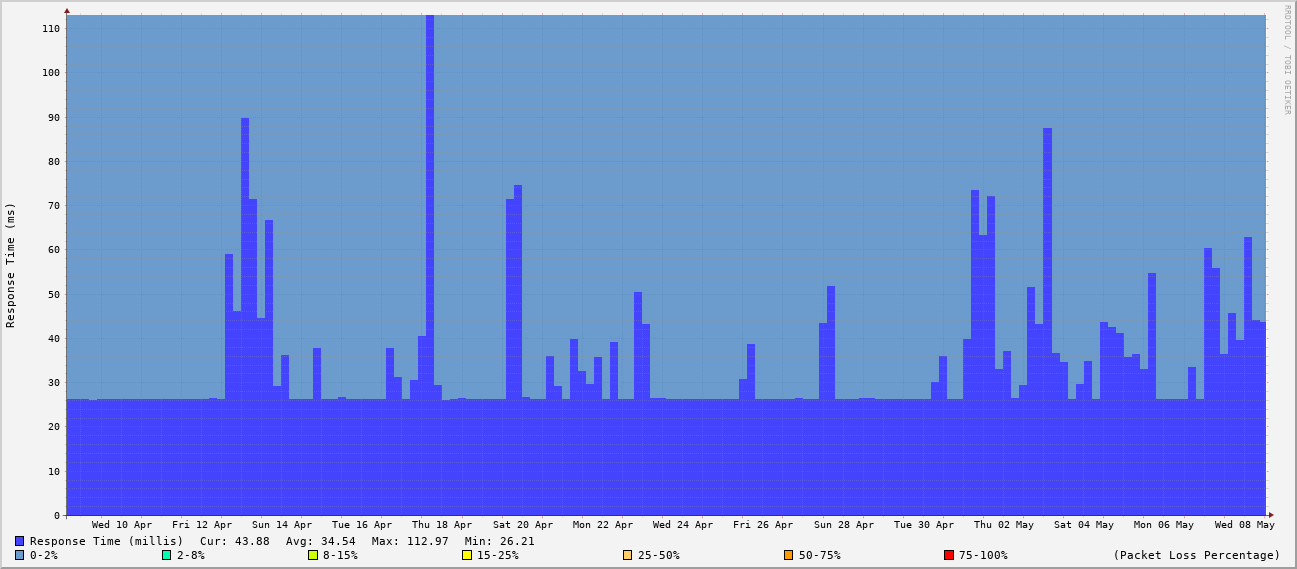 RRDTOOL / TOBI OETIKER
Response Time (ms)
110
100
90
80
70
60
50
40
30
20
10
0
Wed 10 Apr Fri 12 Apr Sun 14 Apr Tue 16 Apr Thu 18 Apr Sat 20 Apr Mon 22 Apr Wed 24 Apr Fri 26 Apr Sun 28 Apr Tue 30 Apr Thu 02 May Sat 04 May Mon 06 May Wed 08 May
Response Time (millis) Cur: 43.88 Avg: 34.54 Max: 112.97 Min: 26.21
0-2% 2-8% 8-15% 15-25% 25-50% 50-75% 75-100% (Packet Loss Percentage)